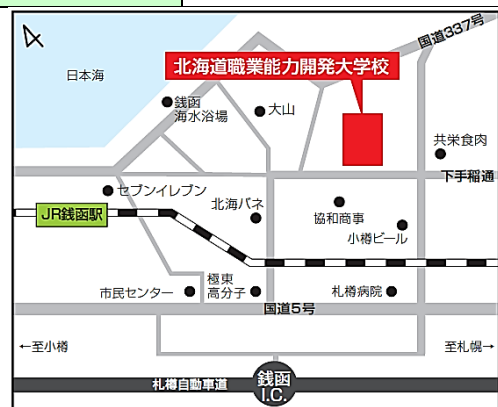 国道337号
日本海
北海道職業能力開発大学校
銭函
海水浴場
大山
共栄食肉
下手稲通
セブンイレブン
JR銭函駅
北海バネ
協和商事
小樽ビール
市民センター
極東
高分子
札樽病院
国道5号
←至小樽
至札幌→
札樽自動車道
銭函
I.C.